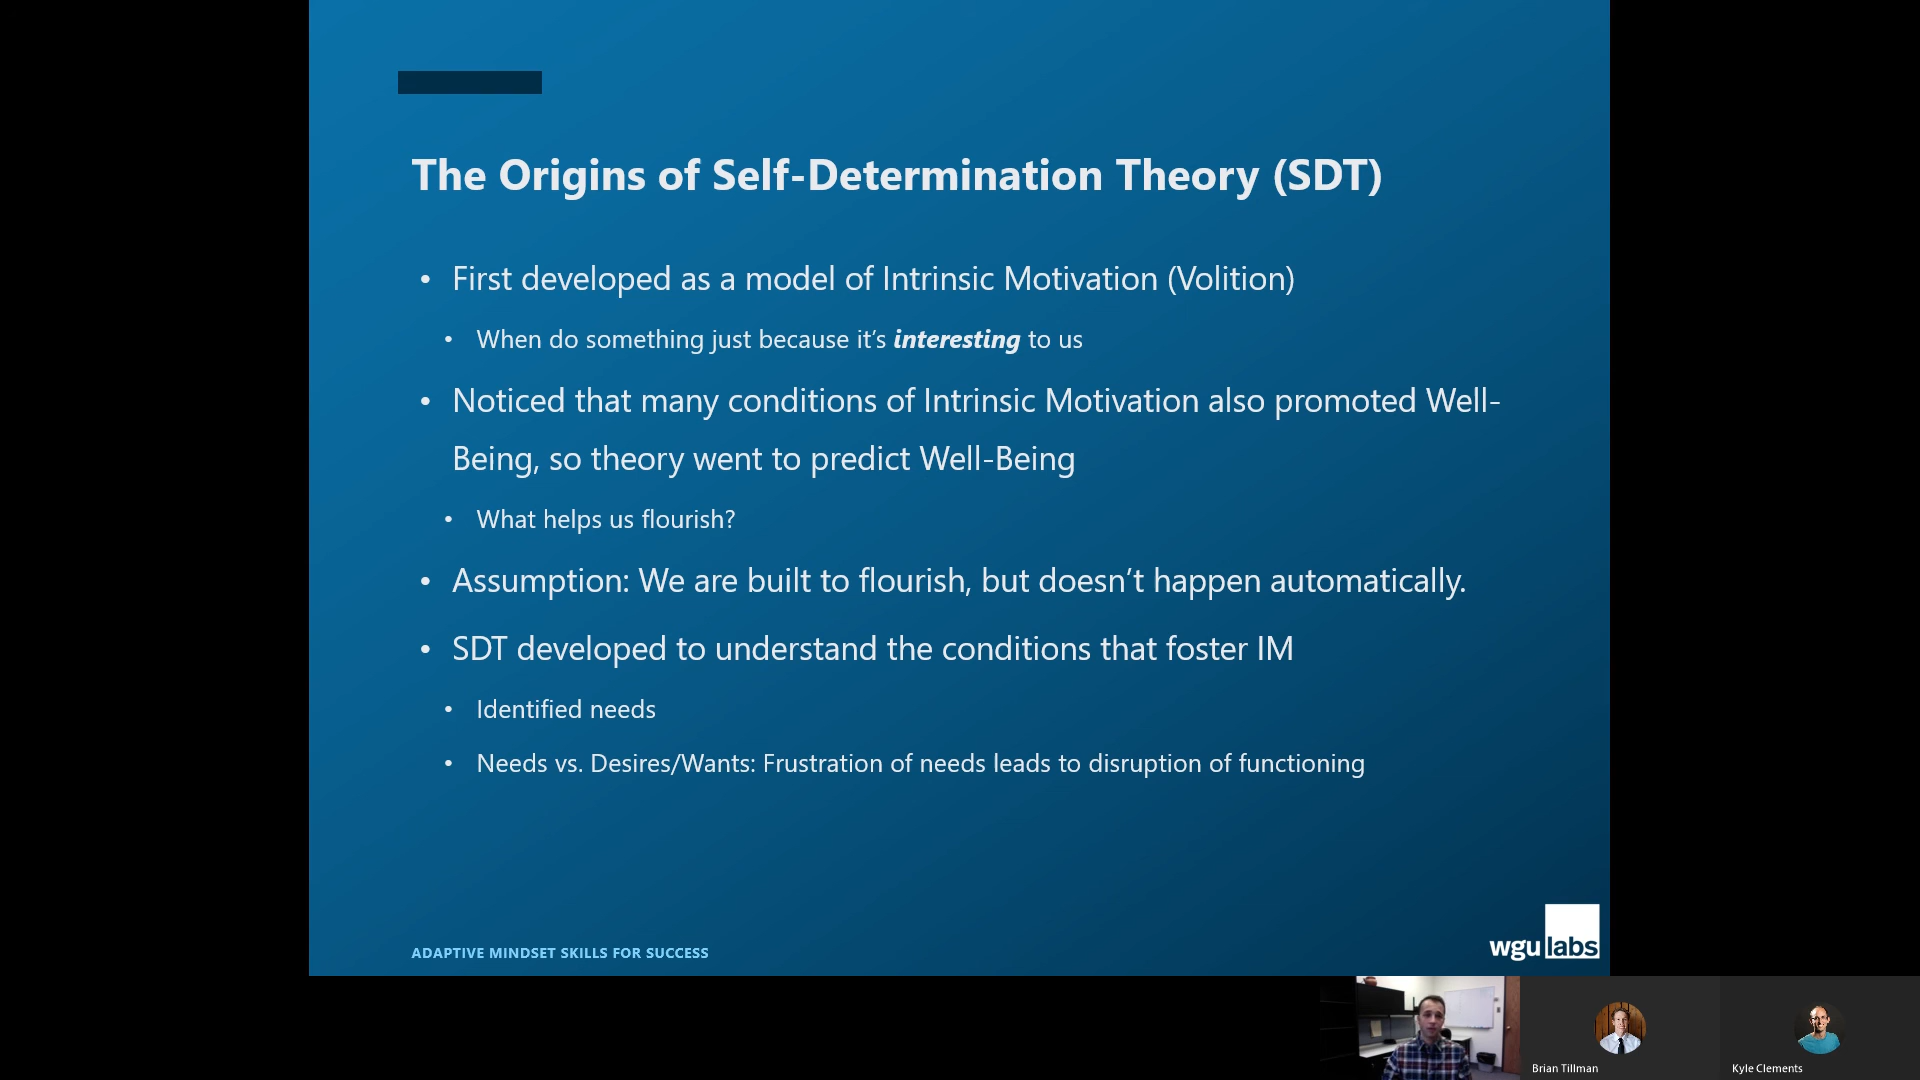 The Origins of Self-Determination Theory (SDT)
• First developed as a model of Intrinsic Motivation (Volition)
• When do something just because it’s interesting to us
• Noticed that many conditions of Intrinsic Motivation also promoted Well-
Being, so theory went to predict Well-Being
• What helps us flourish?
• Assumption: We are built to flourish, but doesn’t happen automatically.
• SDT developed to understand the conditions that foster IM
• Identified needs
• Needs vs. Desires/Wants: Frustration of needs leads to disruption of functioning
ADAPTIVE MINDSET SKILLS FOR SUCCESS
wgu labs
Brian Tillman
Kyle Clements